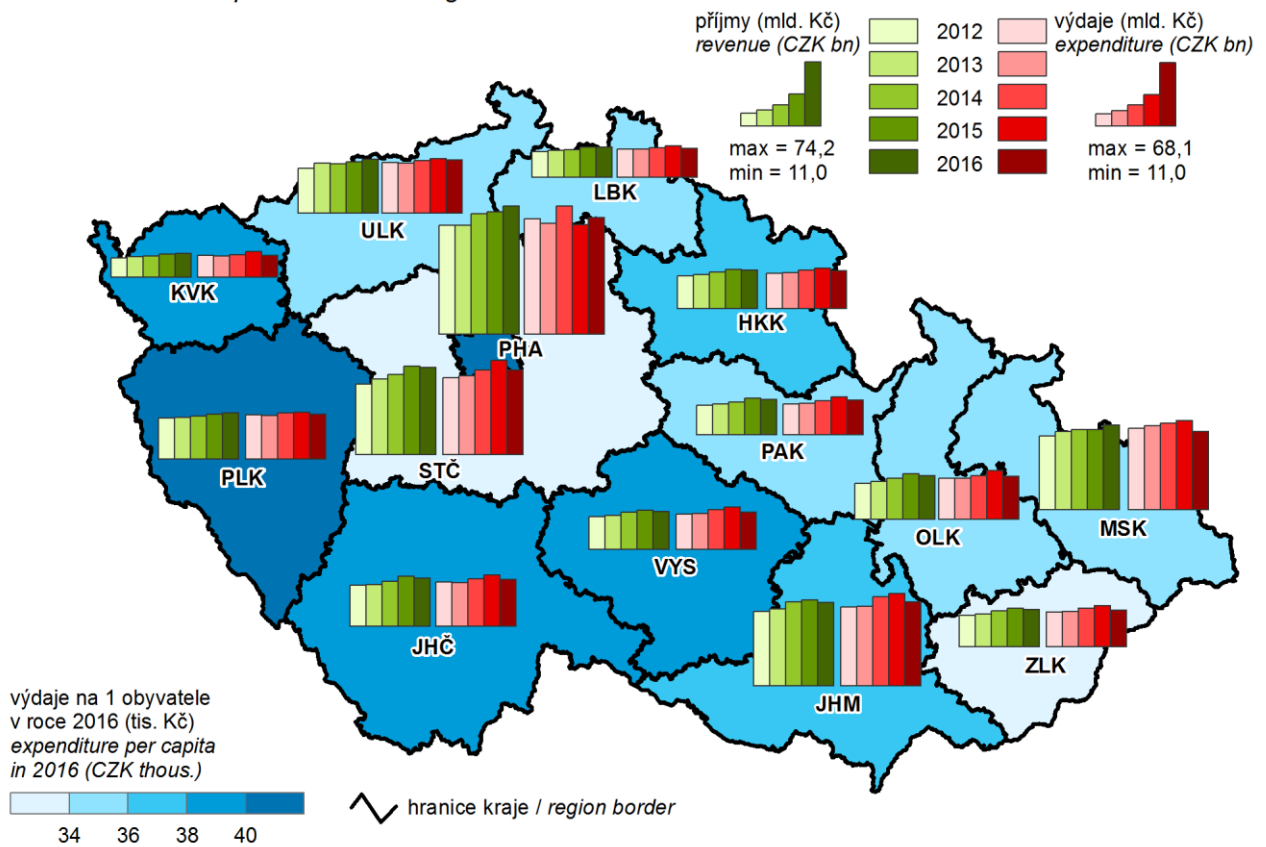 příjmy (mld. Kč)
revenue (CZK bn)
max = 74,2
min = 11,0
2012
2013
2014
2015
2016
výdaje (mld. Kč)
expenditure (CZK bn)
max = 68,1
min = 11,0
LBK
ULK
KVK
PHA
HKK
PAK
PLK
STČ
OLK
MSK
VYS
JHČ
ZLK
JHM
výdaje na 1 obyvatele
v roce 2016 (tis. Kč)
expenditure per capita
in 2016 (CZK thous.)
34 36 38 40
hranice kraje / region border